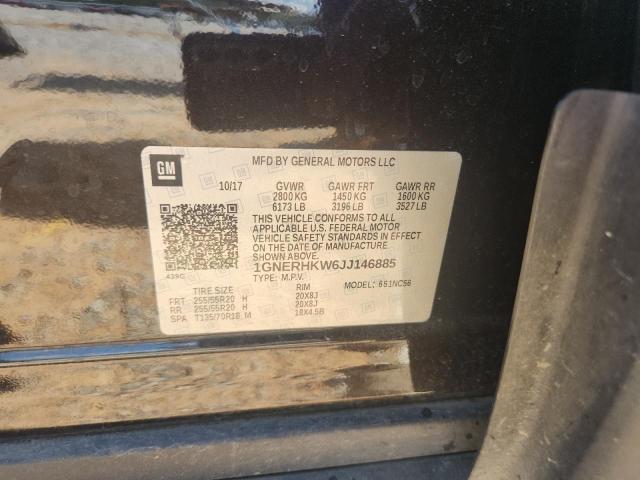 GM
MFD BY GENERAL MOTORS LLC
10/17 GVWR GAWR FRT GAWR RR
2800 KG 1450 KG 1600 KG
6173 LB 3196 LB 3527 LB
THIS VEHICLE CONFORMS TO ALL
APPLICABLE U.S. FEDERAL MOTOR
VEHICLE SAFETY STANDARDS IN EFFECT
ON THE DATE OF MANUFACTURE
SHOWN ABOVE.
1GNERHKW6JJ146885
439C
TYPE: M.P.V. MODEL: 6S1NC56
TIRE SIZE RIM
FRT 255/55R20 H 20X8J
RR 255/55R20 H 20X8J
SPA T135/70R18 M 18X4.5B